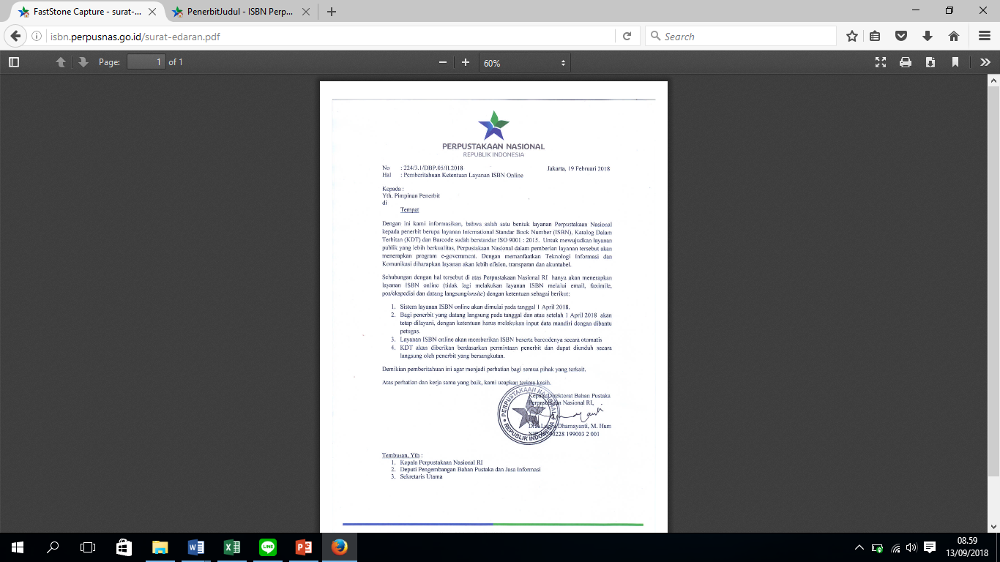 FastStone Capture - surat-...
PenerbitJudul - ISBN Perp...
isbn.perpusnas.go.id/surat-edaran.pdf
Search
Page: 1 of 1
60%
PERPUSTAKAAN NASIONAL
REPUBLIK INDONESIA
No : 224/3.1/DBP.05/II.2018 Jakarta, 19 Februari 2018
Hal : Pemberitahuan Ketentuan Layanan ISBN Online
Kepada :
Yth. Pimpinan Penerbit
di
Tempat
Dengan ini kami informasikan, bahwa salah satu bentuk layanan Perpustakaan Nasional
kepada penerbit berupa layanan International Standar Book Number (ISBN), Katalog Dalam
Terbitan (KDT) dan Barcode sudah berstandar ISO 9001 : 2015. Untuk mewujudkan layanan
publik yang lebih berkualitas, Perpustakaan Nasional dalam pemberian layanan tersebut akan
menerapkan program e-government. Dengan memanfaatkan Teknologi Informasi dan
Komunikasi diharapkan layanan akan lebih efisien, transparan dan akuntabel.
Sehubungan dengan hal tersebut di atas Perpustakaan Nasional RI hanya akan menerapkan
layanan ISBN online (tidak lagi melakukan layanan ISBN melalui email, faximile,
pos/ekspedisi dan datang langsung/onsite) dengan ketentuan sebagai berikut:
1. Sistem layanan ISBN online akan dimulai pada tanggal 1 April 2018.
2. Bagi penerbit yang datang langsung pada tanggal dan atau setelah 1 April 2018 akan
tetap dilayani, dengan ketentuan harus melakukan input data mandiri dengan dibantu
petugas.
3. Layanan ISBN online akan memberikan ISBN beserta barcodenya secara otomatis
4. KDT akan diberikan berdasarkan permintaan penerbit dan dapat diunduh secara
langsung oleh penerbit yang bersangkutan.
Demikian pemberitahuan ini agar menjadi perhatian bagi semua pihak yang terkait.
Atas perhatian dan kerja sama yang baik, kami ucapkan terima kasih.
Kepala Direktorat Bahan Pustaka
Perpustakaan Nasional RI,
PERPUSTAKAAN NASIONAL
REPUBLIK INDONESIA
Dhamayanti, M. Hum
199003 2 001
Tembusan, Yth :
1. Kepala Perpustakaan Nasional RI
2. Deputi Pengembangan Bahan Pustaka dan Jasa Informasi
3. Sekretaris Utama
LINE
08.59
13/09/2018